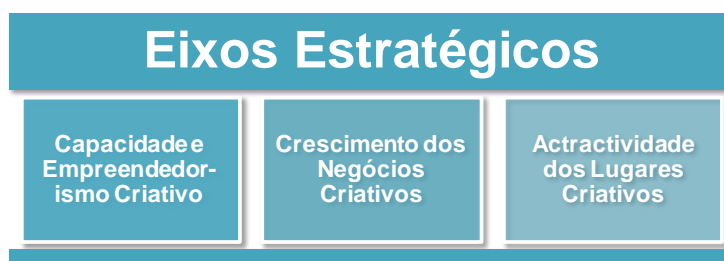 Eixos Estratégicos
Capacidade e
Empreendedor-
ismo Criativo
Crescimento dos
Negócios
Criativos
Actractividade
dos Lugares
Criativos